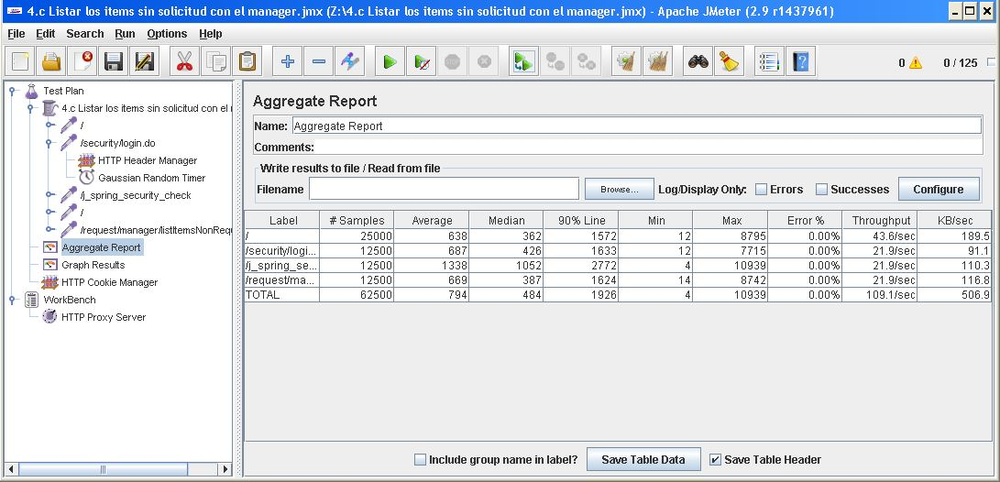 4.c Listar los items sin solicitud con el manager.jmx (Z:\4.c Listar los items sin solicitud con el manager.jmx) - Apache JMeter (2.9 r1437961)
File Edit Search Run Options Help
0 0 / 125
Test Plan
4.c Listar los items sin solicitud con el
/
/security/login.do
HTTP Header Manager
Gaussian Random Timer
/j_spring_security_check
/
/request/manager/listItemsNonReq
Aggregate Report
Graph Results
HTTP Cookie Manager
WorkBench
HTTP Proxy Server
Aggregate Report
Name: Aggregate Report
Comments:
Write results to file / Read from file
Filename Browse... Log/Display Only: Errors Successes Configure
Label # Samples Average Median 90% Line Min Max Error % Throughput KB/sec
/ 25000 638 362 1572 12 8795 0.00% 43.6/sec 189.5
/security/logi... 12500 687 426 1633 12 7715 0.00% 21.9/sec 91.1
/j_spring_se... 12500 1338 1052 2772 4 10939 0.00% 21.9/sec 110.3
/request/ma... 12500 669 387 1624 14 8742 0.00% 21.9/sec 116.8
TOTAL 62500 794 484 1926 4 10939 0.00% 109.1/sec 506.9
Include group name in label? Save Table Data Save Table Header